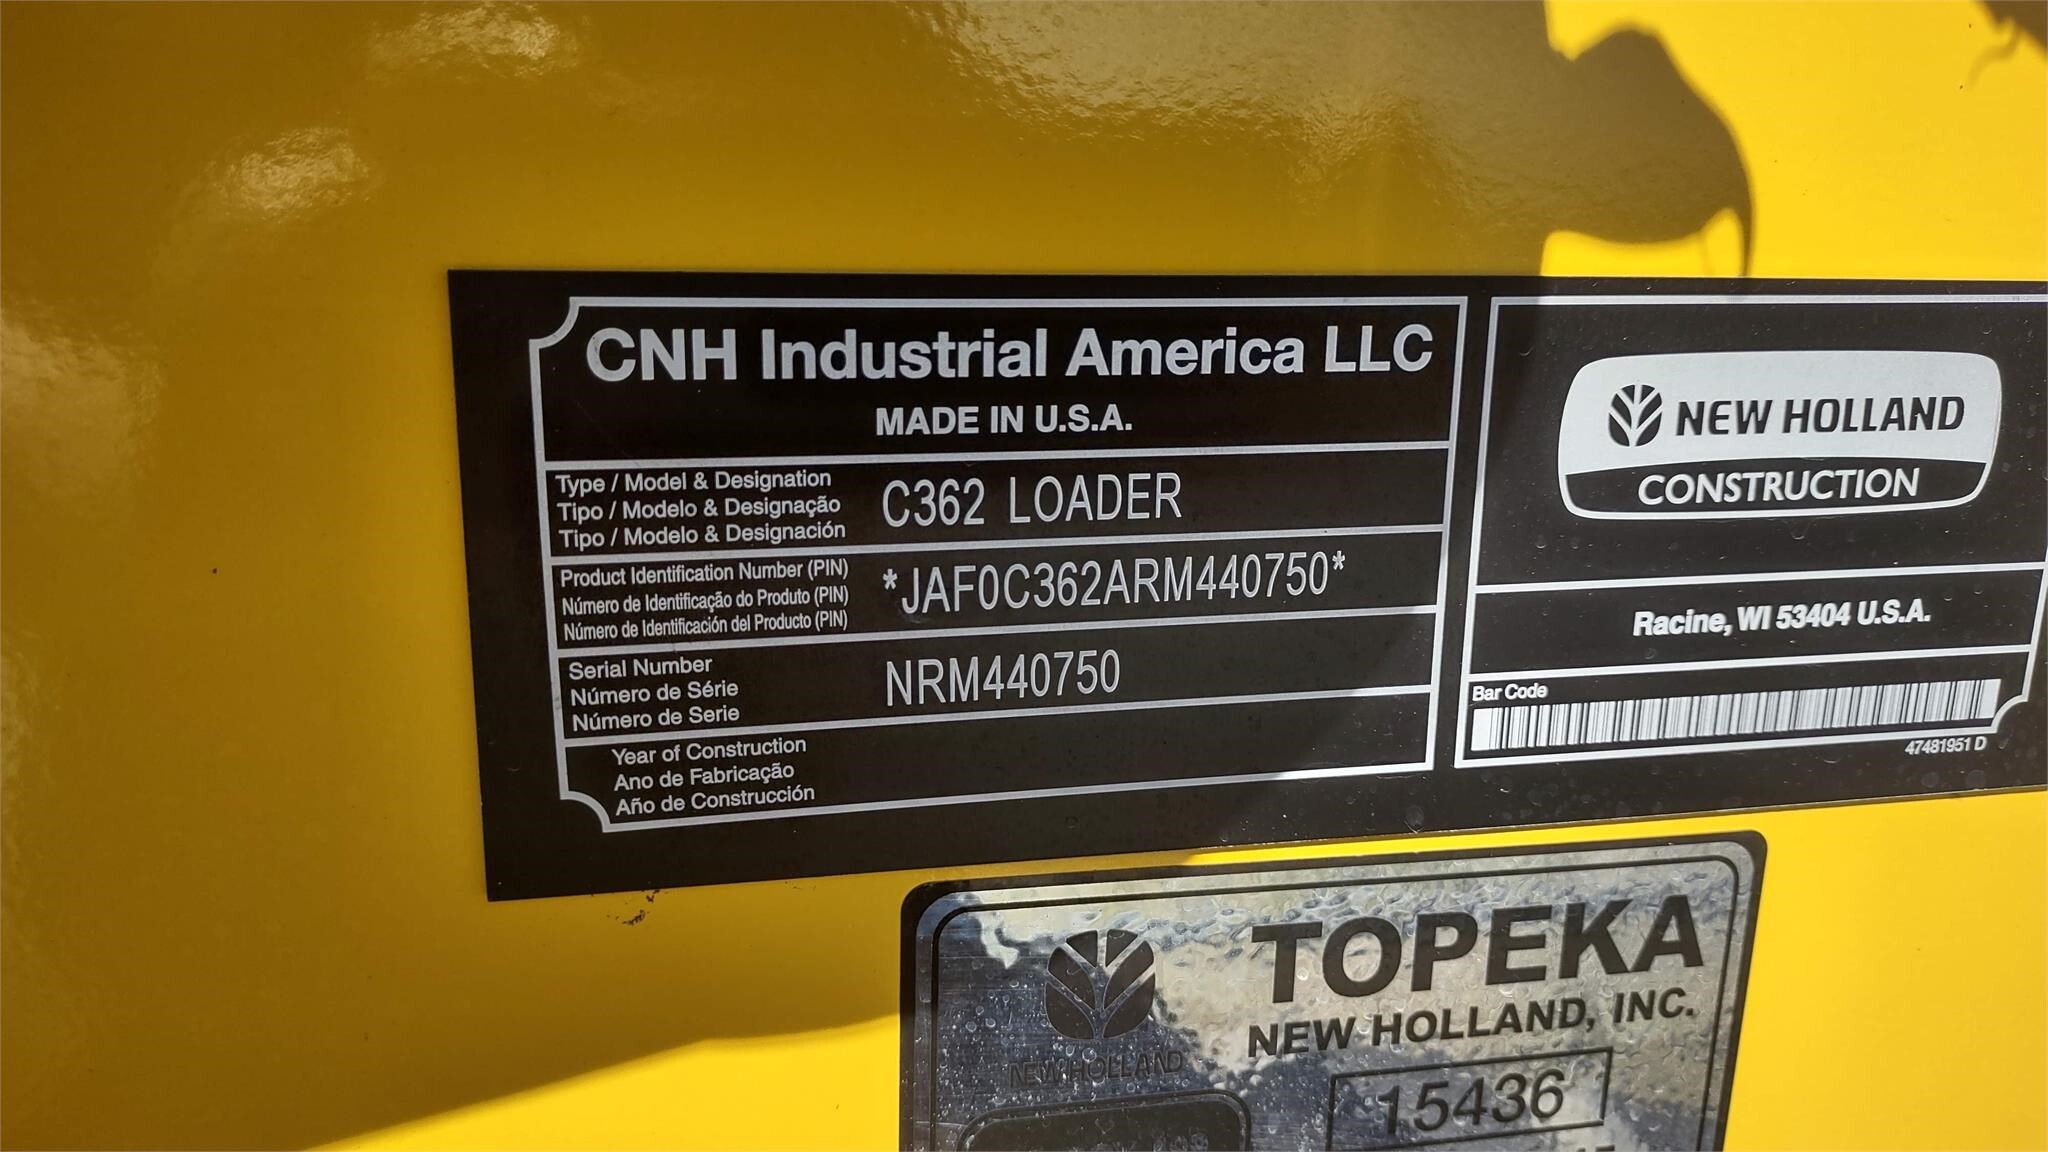 CNH Industrial America LLC
MADE IN U.S.A.
Type / Model & Designation
Tipo / Modelo & Designação
Tipo / Modelo & Designación
C362 LOADER
Product Identification Number (PIN)
Número de Identificação do Produto (PIN)
Número de Identificación del Producto (PIN)
*JAF0C362ARM440750*
Serial Number
Número de Série
Número de Serie
NRM440750
Year of Construction
Ano de Fabricação
Año de Construcción
NEW HOLLAND
CONSTRUCTION
Racine, WI 53404 U.S.A.
Bar Code
47481951 D
TOPEKA
NEW HOLLAND, INC.
NEW HOLLAND
15436